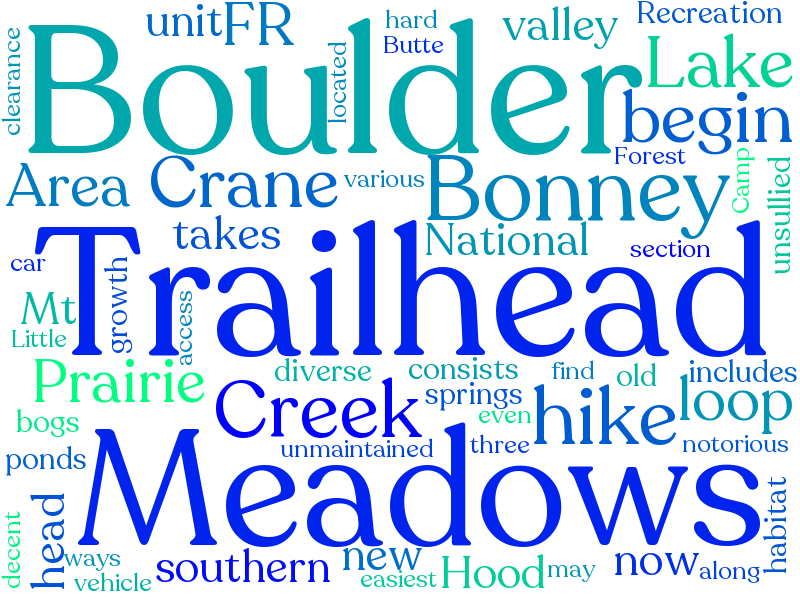 unit FR hard Recreation
clearance Boulder located Butte valley Lake
begin
Area Crane various Forest Bonney Camp unsullied
takes National section
car Trailhead
Mt growth access
Little
Prairie diverse consists find old includes
bogs Creek springs even hike loop
ponds unmaintained three notorious
Meadows
head habitat
decent ways southern new now along
vehicle easiest Hood may